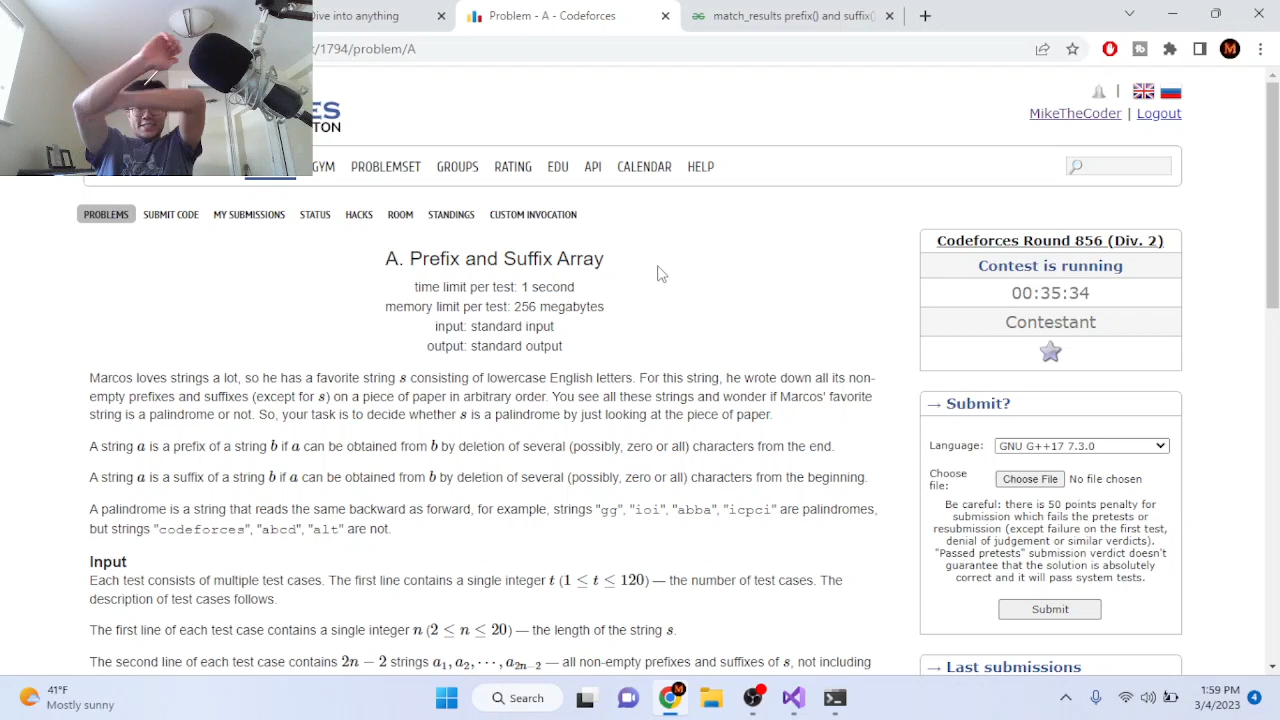 Dive into anything
Problem - A - Codeforces
match_results prefix() and suffix()
/1794/problem/A
ES
TON
MikeTheCoder | Logout
GYM PROBLEMSET GROUPS RATING EDU API CALENDAR HELP
PROBLEMS SUBMIT CODE MY SUBMISSIONS STATUS HACKS ROOM STANDINGS CUSTOM INVOCATION
A. Prefix and Suffix Array
time limit per test: 1 second
memory limit per test: 256 megabytes
input: standard input
output: standard output
Marcos loves strings a lot, so he has a favorite string s consisting of lowercase English letters. For this string, he wrote down all its non-
empty prefixes and suffixes (except for s) on a piece of paper in arbitrary order. You see all these strings and wonder if Marcos' favorite
string is a palindrome or not. So, your task is to decide whether s is a palindrome by just looking at the piece of paper.
A string a is a prefix of a string b if a can be obtained from b by deletion of several (possibly, zero or all) characters from the end.
A string a is a suffix of a string b if a can be obtained from b by deletion of several (possibly, zero or all) characters from the beginning.
A palindrome is a string that reads the same backward as forward, for example, strings "gg", "ioi", "abba", "icpci" are palindromes,
but strings "codeforces", "abcd", "alt" are not.
Input
Each test consists of multiple test cases. The first line contains a single integer t (1 ≤ t ≤ 120) — the number of test cases. The
description of test cases follows.
The first line of each test case contains a single integer n (2 ≤ n ≤ 20) — the length of the string s.
The second line of each test case contains 2n − 2 strings a1, a2, ⋯, a2n−2 — all non-empty prefixes and suffixes of s, not including
Codeforces Round 856 (Div. 2)
Contest is running
00:35:34
Contestant
→ Submit?
Language: GNU G++17 7.3.0
Choose
file: Choose File No file chosen
Be careful: there is 50 points penalty for
submission which fails the pretests or
resubmission (except failure on the first test,
denial of judgement or similar verdicts).
"Passed pretests" submission verdict doesn't
guarantee that the solution is absolutely
correct and it will pass system tests.
Submit
→ Last submissions
41°F
Mostly sunny
Search
1:59 PM
3/4/2023
4